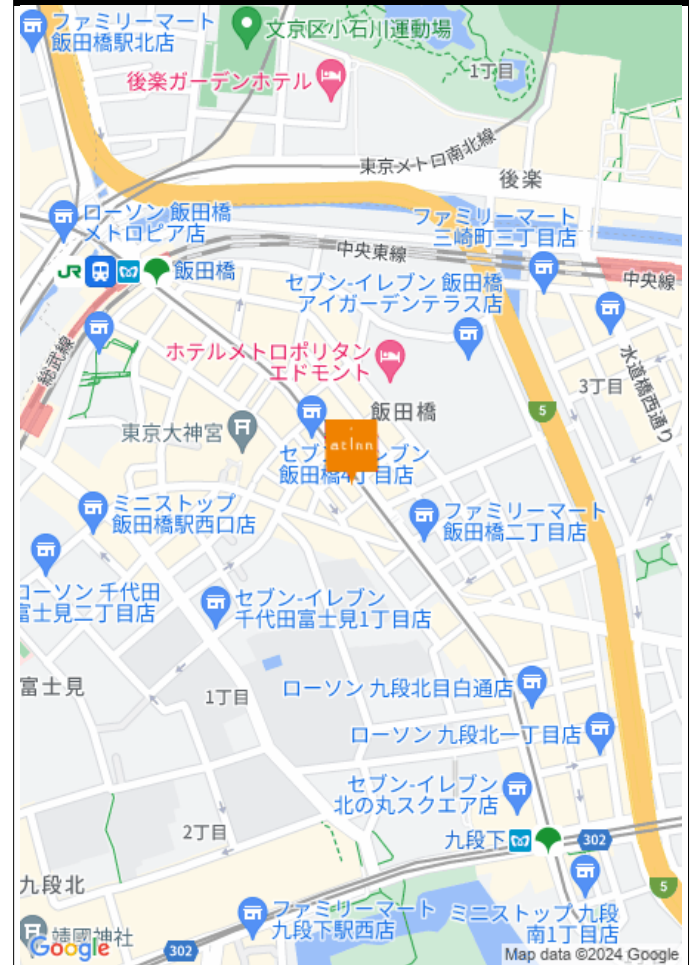 ファミリーマート
飯田橋駅北店
文京区小石川運動場
後楽ガーデンホテル
1丁目
東京メトロ南北線
後楽
ローソン 飯田橋
メトロピア店
ファミリーマート
三崎町三丁目店
中央東線
JR
飯田橋
中央線
セブン-イレブン 飯田橋
アイガーデンテラス店
総武線
ホテルメトロポリタン
エドモント
水道橋西通り
3丁目
5
飯田橋
東京大神宮
at Inn
セブン レブン
飯田橋4丁目店
ミニストップ
飯田橋駅西口店
ファミリーマート
飯田橋二丁目店
ローソン 千代田
富士見二丁目店
セブン-イレブン
千代田富士見1丁目店
富士見
1丁目
ローソン 九段北目白通店
ローソン 九段北一丁目店
セブン-イレブン
北の丸スクエア店
2丁目
九段下
302
九段北
5
ファミリーマート
九段下駅西店
ミニストップ 九段
南1丁目店
靖國神社
Google
302
Map data ©2024 Google